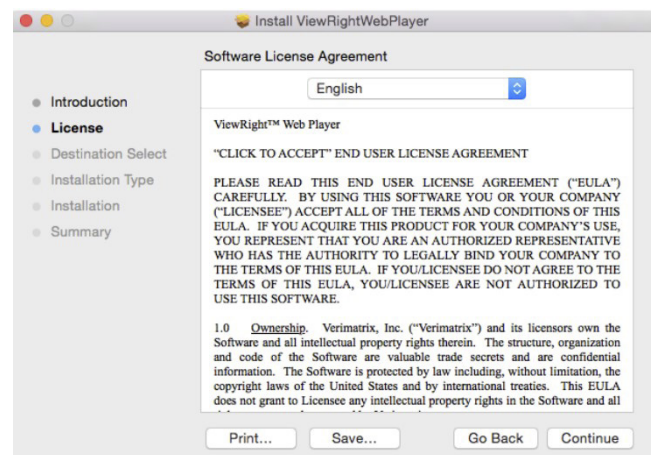 Install ViewRightWebPlayer
Software License Agreement
Introduction
License
Destination Select
Installation Type
Installation
Summary
English
ViewRight™ Web Player
“CLICK TO ACCEPT” END USER LICENSE AGREEMENT
PLEASE READ THIS END USER LICENSE AGREEMENT (“EULA”)
CAREFULLY. BY USING THIS SOFTWARE YOU OR YOUR COMPANY
(“LICENSEE”) ACCEPT ALL OF THE TERMS AND CONDITIONS OF THIS
EULA. IF YOU ACQUIRE THIS PRODUCT FOR YOUR COMPANY’S USE,
YOU REPRESENT THAT YOU ARE AN AUTHORIZED REPRESENTATIVE
WHO HAS THE AUTHORITY TO LEGALLY BIND YOUR COMPANY TO
THE TERMS OF THIS EULA. IF YOU/LICENSEE DO NOT AGREE TO THE
TERMS OF THIS EULA, YOU/LICENSEE ARE NOT AUTHORIZED TO
USE THIS SOFTWARE.
1.0 Ownership. Verimatrix, Inc. (“Verimatrix”) and its licensors own the
Software and all intellectual property rights therein. The structure, organization
and code of the Software are valuable trade secrets and are confidential
information. The Software is protected by law including, without limitation, the
copyright laws of the United States and by international treaties. This EULA
does not grant to Licensee any intellectual property rights in the Software and all
Print...
Save...
Go Back
Continue